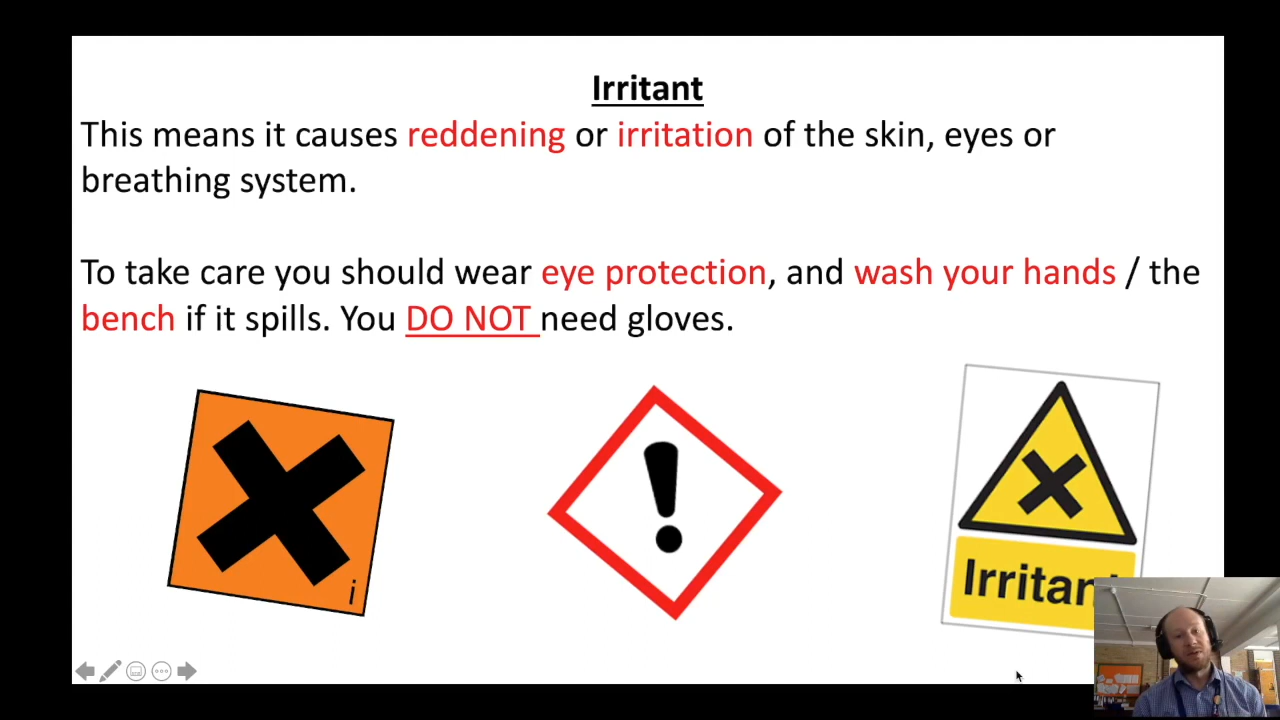 Irritant
This means it causes reddening or irritation of the skin, eyes or
breathing system.
To take care you should wear eye protection, and wash your hands / the
bench if it spills. You DO NOT need gloves.
i
!